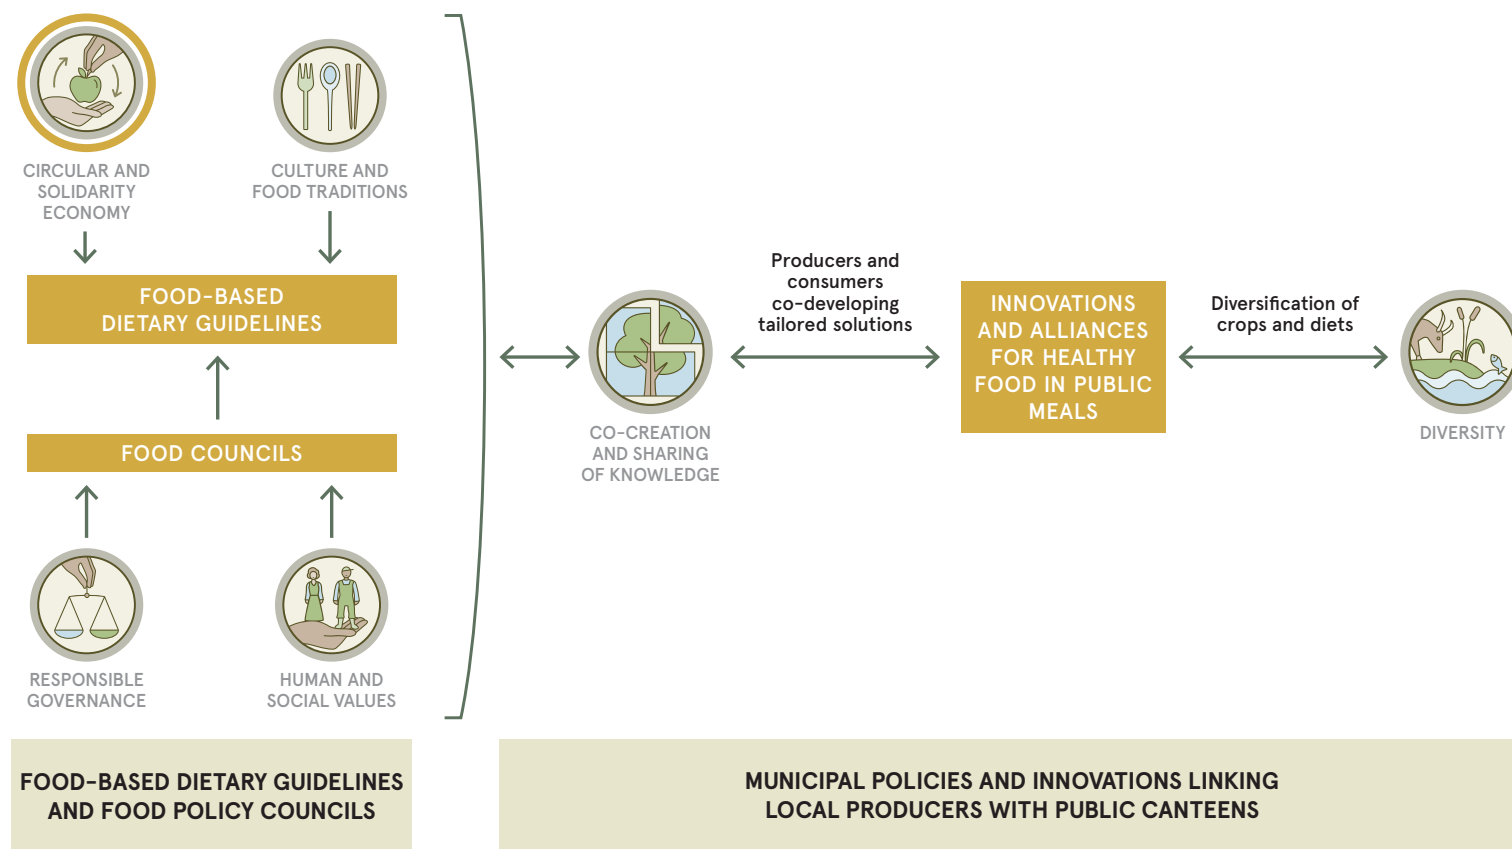 CIRCULAR AND
SOLIDARITY
ECONOMY
CULTURE AND
FOOD TRADITIONS
FOOD-BASED
DIETARY GUIDELINES
FOOD COUNCILS
RESPONSIBLE
GOVERNANCE
HUMAN AND
SOCIAL VALUES
CO-CREATION
AND SHARING
OF KNOWLEDGE
Producers and
consumers
co-developing
tailored solutions
INNOVATIONS
AND ALLIANCES
FOR HEALTHY
FOOD IN PUBLIC
MEALS
Diversification of
crops and diets
DIVERSITY
FOOD-BASED DIETARY GUIDELINES
AND FOOD POLICY COUNCILS
MUNICIPAL POLICIES AND INNOVATIONS LINKING
LOCAL PRODUCERS WITH PUBLIC CANTEENS